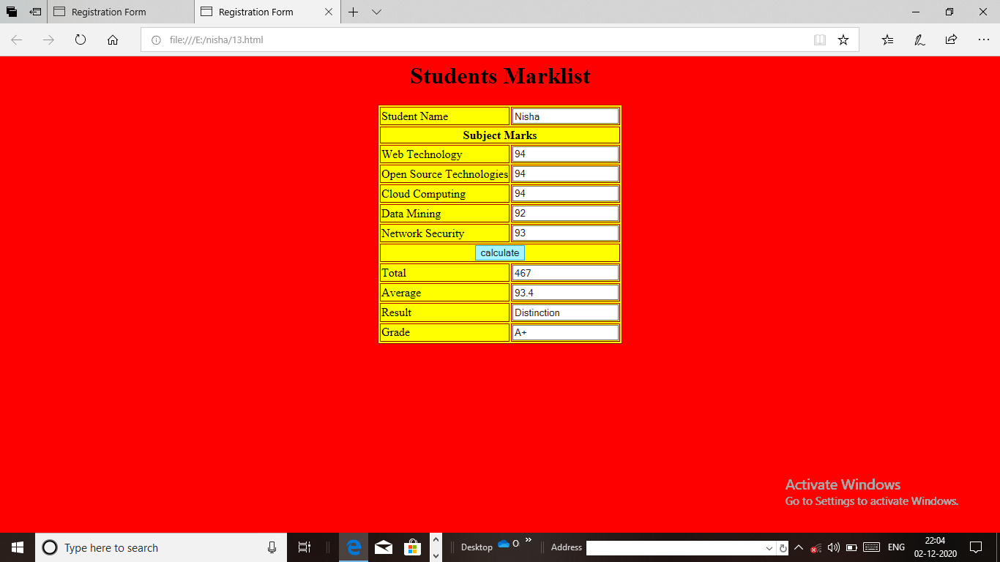 Registration Form
Registration Form
file:///E:/nisha/13.html
Students Marklist
Student Name Nisha
Subject Marks
Web Technology 94
Open Source Technologies 94
Cloud Computing 94
Data Mining 92
Network Security 93
calculate
Total 467
Average 93.4
Result Distinction
Grade A+
Activate Windows
Go to Settings to activate Windows.
Type here to search
Desktop
O
Address
ENG
22:04
02-12-2020